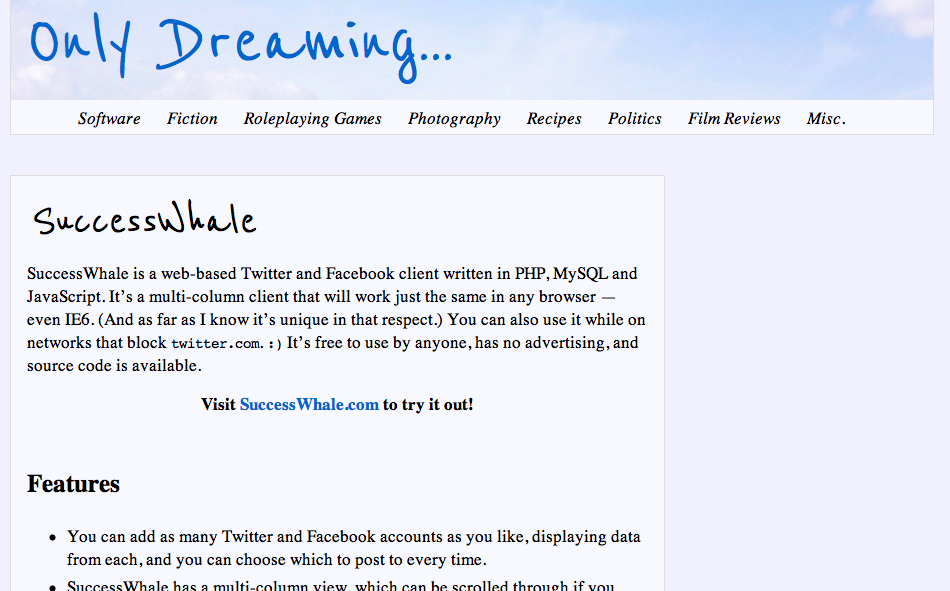 Only Dreaming...
Software Fiction Roleplaying Games Photography Recipes Politics Film Reviews Misc.
SuccessWhale
SuccessWhale is a web-based Twitter and Facebook client written in PHP, MySQL and
JavaScript. It's a multi-column client that will work just the same in any browser —
even IE6. (And as far as I know it's unique in that respect.) You can also use it while on
networks that block twitter.com. :) It's free to use by anyone, has no advertising, and
source code is available.
Visit SuccessWhale.com to try it out!
Features
• You can add as many Twitter and Facebook accounts as you like, displaying data
from each, and you can choose which to post to every time.
• SuccessWhale has a multi-column view, which can be scrolled through if you